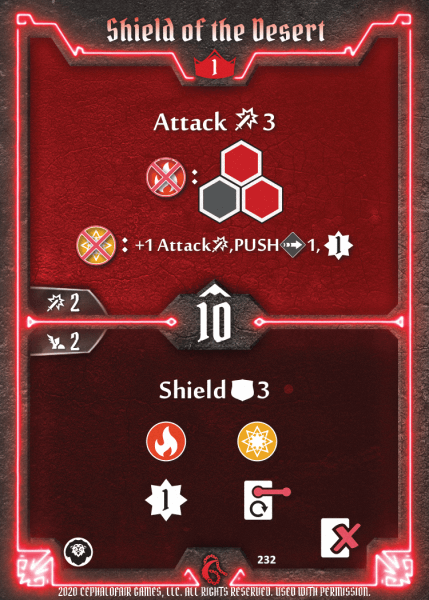 Shield of the Desert
1
Attack 3
:
: +1 Attack, PUSH 1, 1
2
10
2
Shield 3
1
232
2020 CEPHALOFAIR GAMES, LLC. ALL RIGHTS RESERVED. USED WITH PERMISSION.